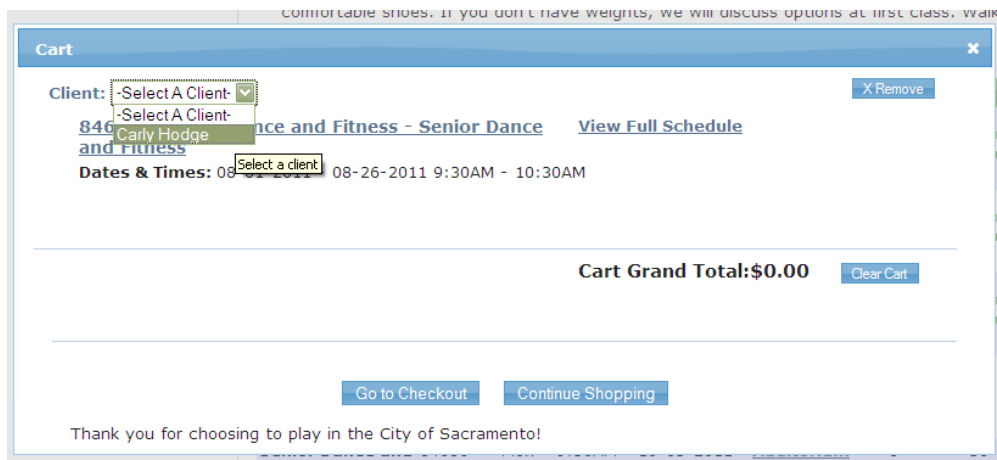 comfortable shoes. If you don't have weights, we will discuss options at first class. Walk
Cart
Client: -Select A Client- X Remove
-Select A Client-
Carly Hodge
846 nce and Fitness - Senior Dance View Full Schedule
and Fitness
Select a client
Dates & Times: 08-01-2011 08-26-2011 9:30AM - 10:30AM
Cart Grand Total:$0.00 Clear Cart
Go to Checkout Continue Shopping
Thank you for choosing to play in the City of Sacramento!